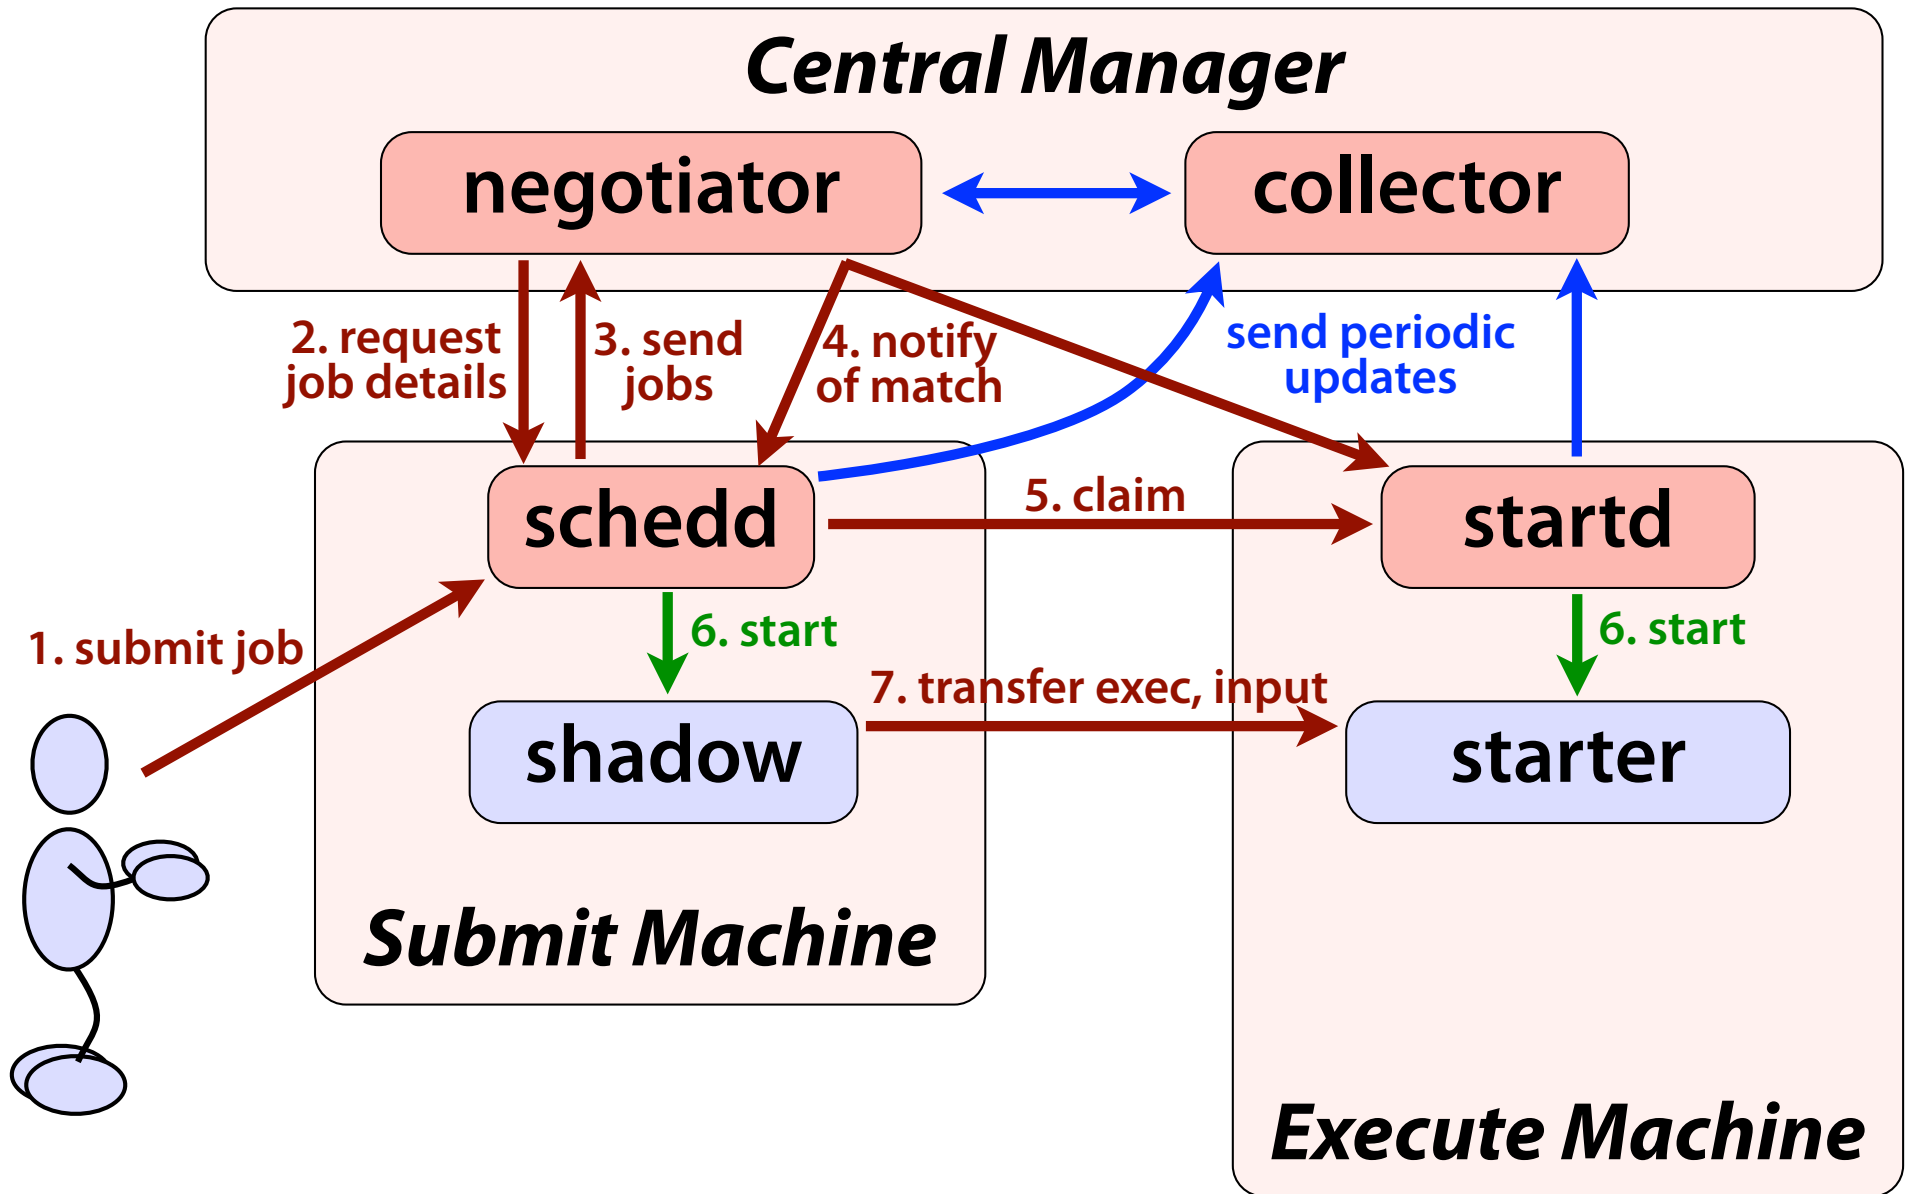 Central Manager
negotiator
collector
2. request
job details
3. send
jobs
4. notify
of match
send periodic
updates
schedd
5. claim
startd
1. submit job
6. start
6. start
7. transfer exec, input
shadow
starter
Submit Machine
Execute Machine